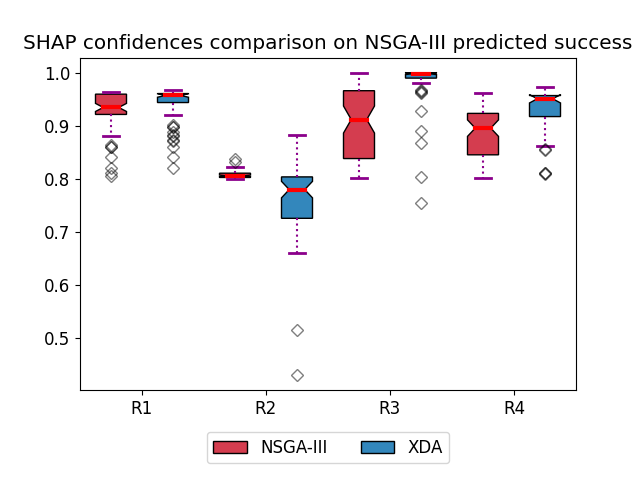 SHAP confidences comparison on NSGA-III predicted success
1.0
0.9
0.8
0.7
0.6
0.5
R1 R2 R3 R4
NSGA-III XDA